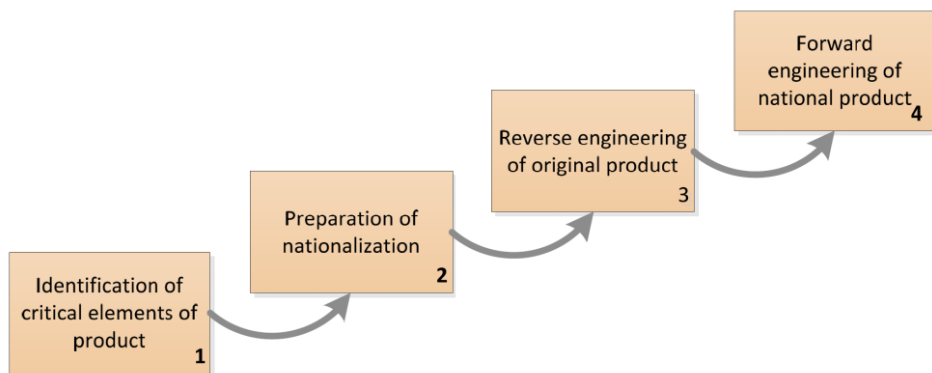 Identification of
critical elements of
product
1
Preparation of
nationalization
2
Reverse engineering
of original product
3
Forward
engineering of
national product
4